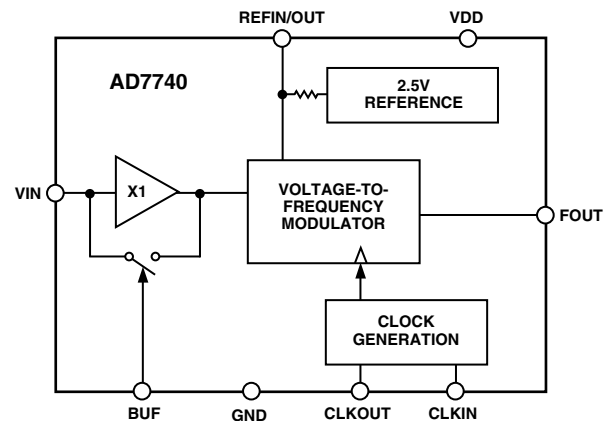 REFIN/OUT
VDD
AD7740
2.5V
REFERENCE
X1
VIN
VOLTAGE-TO-
FREQUENCY
MODULATOR
FOUT
CLOCK
GENERATION
BUF
GND
CLKOUT
CLKIN